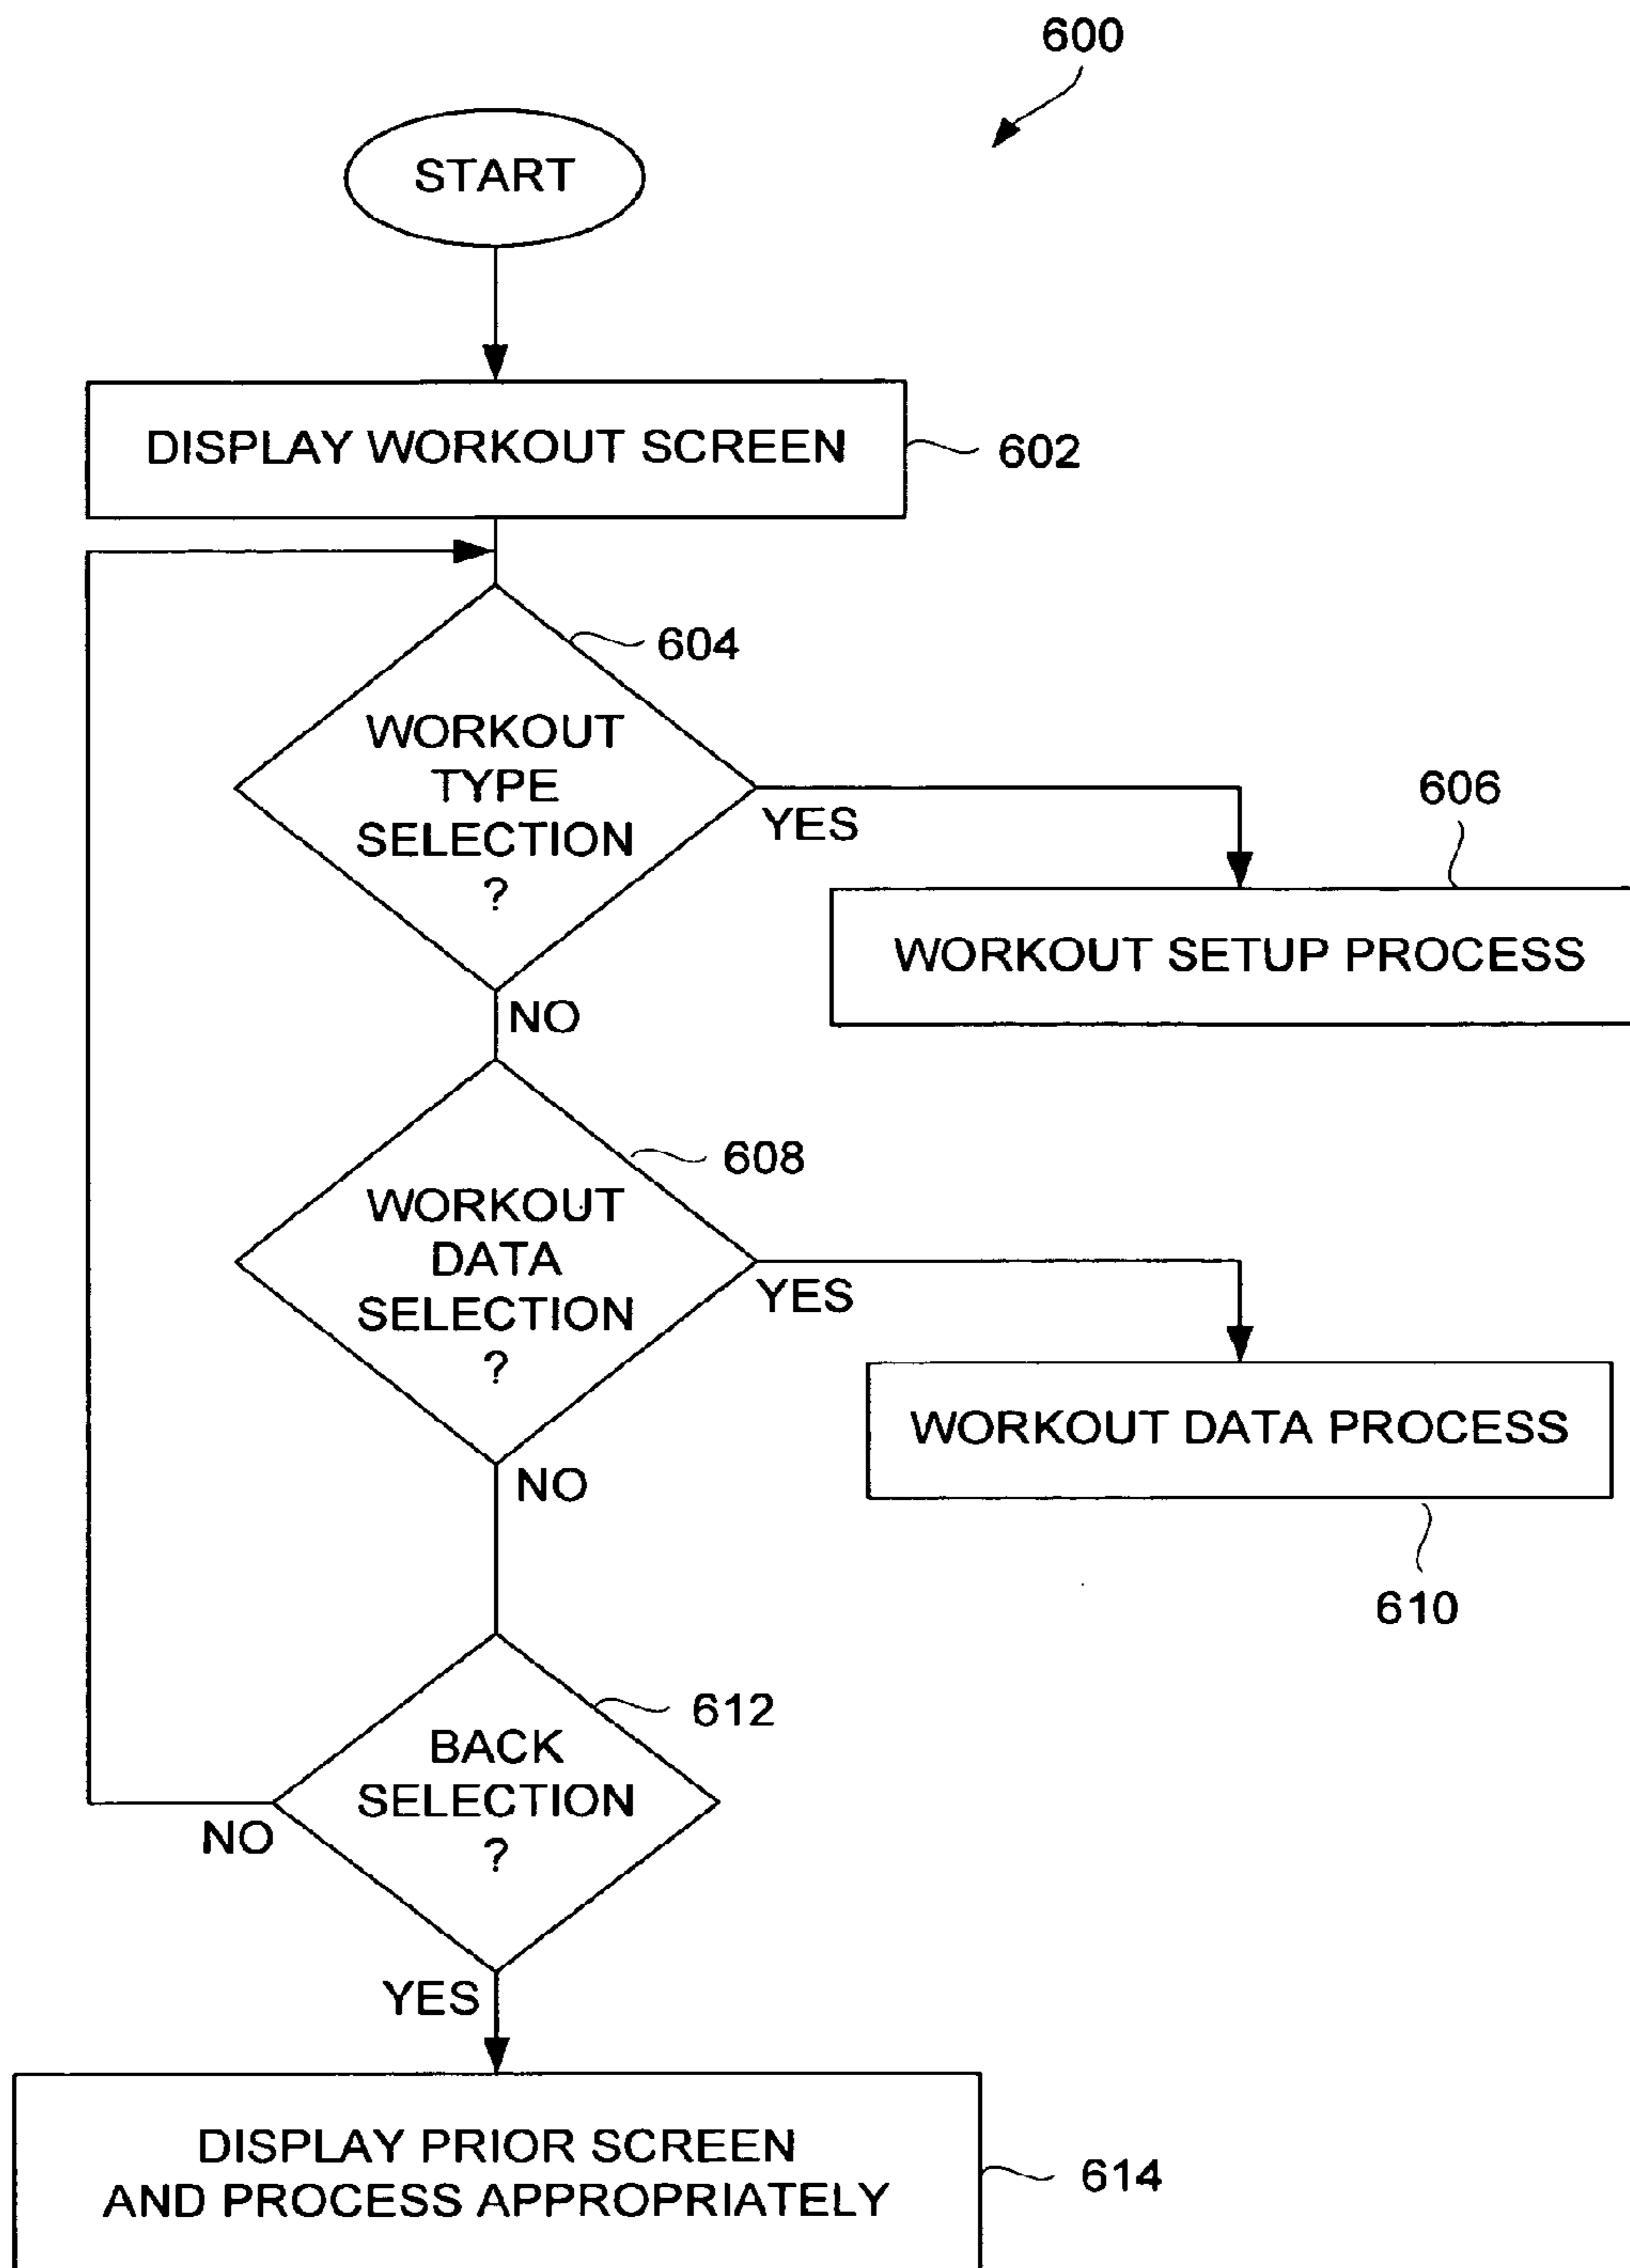 600
START
DISPLAY WORKOUT SCREEN
602
604
WORKOUT
TYPE
SELECTION
?
YES
606
WORKOUT SETUP PROCESS
NO
608
WORKOUT
DATA
SELECTION
?
YES
WORKOUT DATA PROCESS
NO
610
612
BACK
SELECTION
?
NO
YES
DISPLAY PRIOR SCREEN
AND PROCESS APPROPRIATELY
614